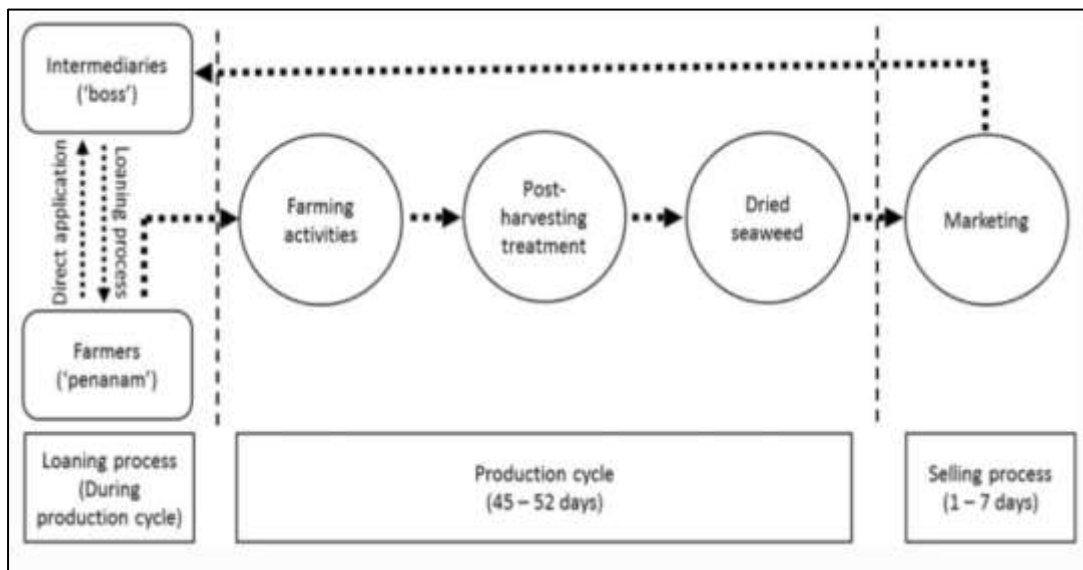 Intermediaries
('boss')
Direct application
Loaning process
Farmers
('penanam')
Farming
activities
Post-
harvesting
treatment
Dried
seaweed
Marketing
Loaning process
(During
production cycle)
Production cycle
(45 – 52 days)
Selling process
(1 – 7 days)